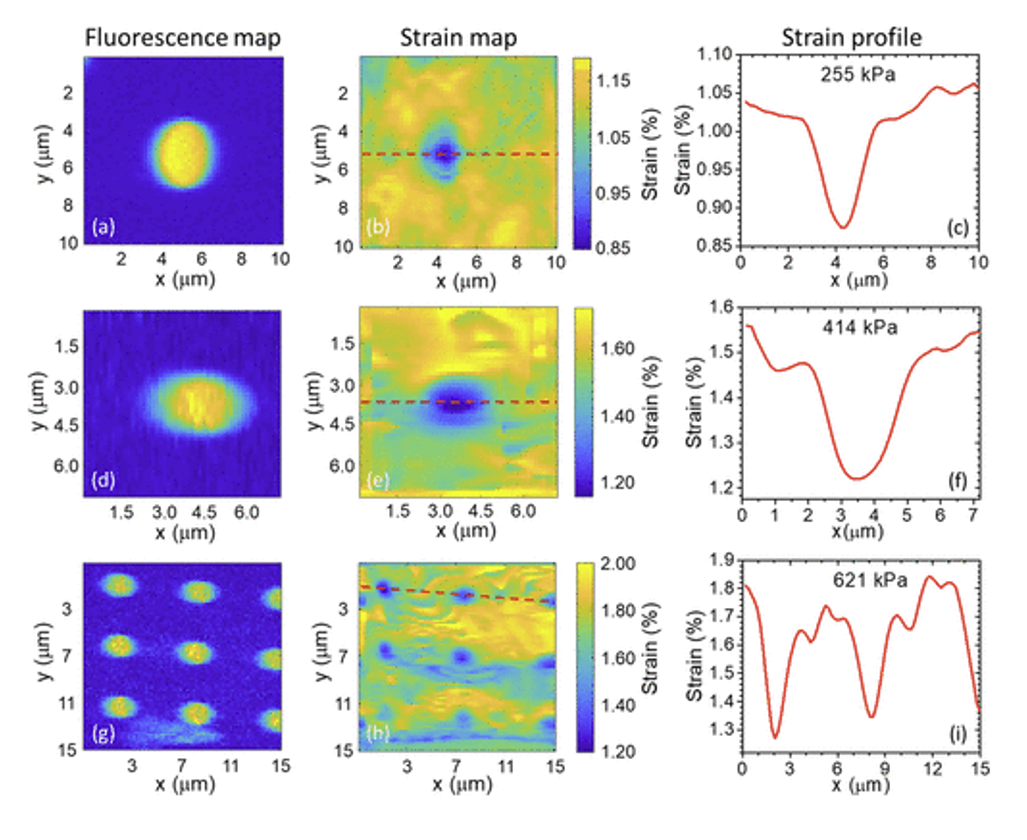 Fluorescence map Strain map Strain profile
2
4
6
8
10
y (μm)
(a)
2 4 6 8 10
x (μm)
2
4
6
8
10
y (μm)
(b)
2 4 6 8 10
x (μm)
1.15
1.05
0.95
0.85
Strain (%)
1.10
1.05
1.00
0.95
0.90
0.85
Strain (%)
255 kPa
(c)
0 2 4 6 8 10
x (μm)
1.5
3.0
4.5
6.0
y (μm)
(d)
1.5 3.0 4.5 6.0
x (μm)
1.5
3.0
4.5
6.0
y (μm)
(e)
1.5 3.0 4.5 6.0
x (μm)
1.60
1.40
1.20
Strain (%)
1.6
1.5
1.4
1.3
1.2
Strain (%)
414 kPa
(f)
0 1 2 3 4 5 6 7
x(μm)
3
7
11
15
y (μm)
(g)
3 7 11 15
x (μm)
3
7
11
15
y (μm)
(h)
3 7 11 15
x (μm)
2.00
1.80
1.60
1.40
1.20
Strain (%)
1.9
1.8
1.7
1.6
1.5
1.4
1.3
Strain (%)
621 kPa
(i)
0 3 6 9 12 15
x (μm)